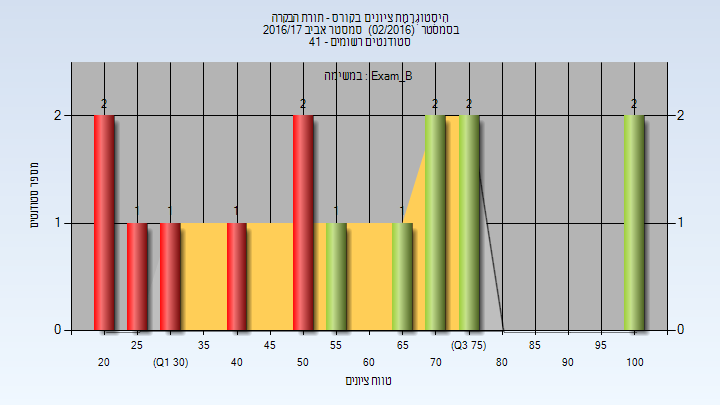 הִיסְטוֹגְרָמַת ציונים בקורס - תורת הבקרה
בסמסטר (02/2016) סמסטר אביב 2016/17
סטודנטים רשומים - 41
במשימה : Exam_B
2 1 1 1 2 1 1 2 2 2
מספר סטודנטים
2 2
1 1
0 0
25 35 45 55 65 (Q3 75) 85 95
20 (Q1 30) 40 50 60 70 80 90 100
טווח ציונים